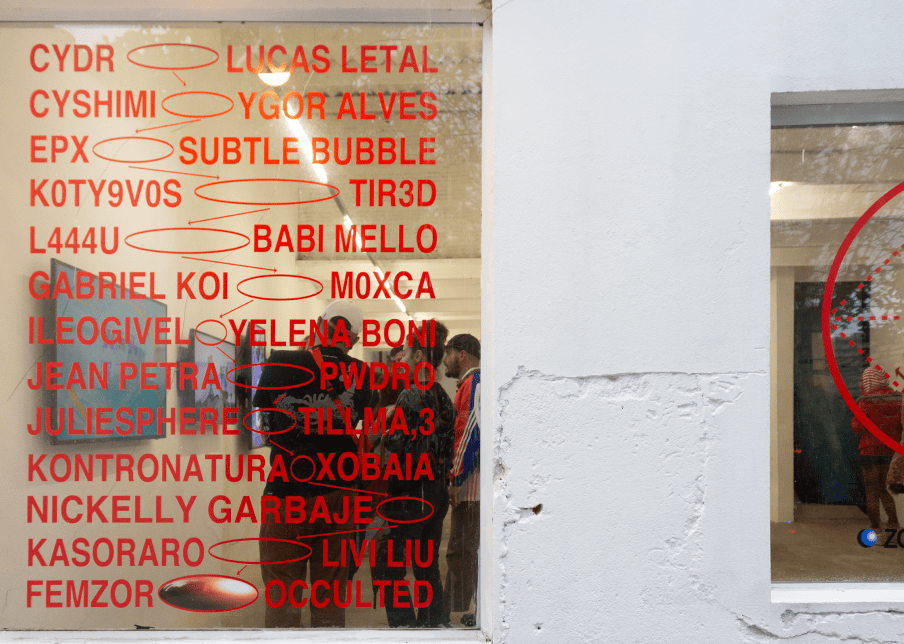 CYDR LUCAS LETAL
CYSHIMI YGOR ALVES
EPX SUBTLE BUBBLE
K0TY9V0S TIR3D
L444U BABI MELLO
GABRIEL KOI M0XCA
ILEOGIVEL YELENA BONI
JEAN PETRA PWDRO
JULIESPHERE TILLMA,3
KONTRONATURA XOBAIA
NICKELLY GARBAJE
KASORARO LIVI LIU
FEMZOR OCCULTED